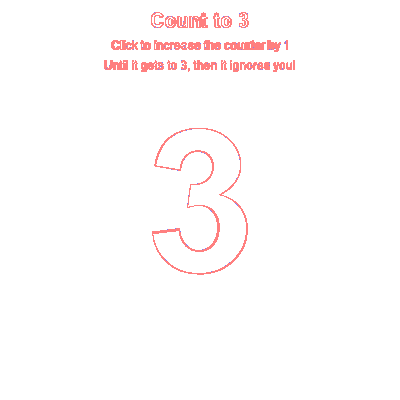 Count to 3
Click to increase the counter by 1
Until it gets to 3, then it ignores you!
3